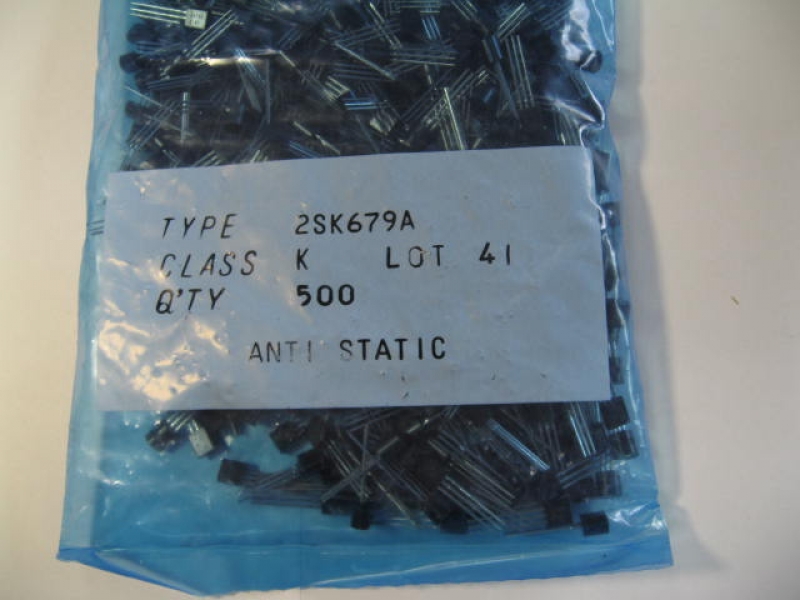 TYPE 2SK679A
CLASS K LOT 41
Q'TY 500
ANTI STATIC